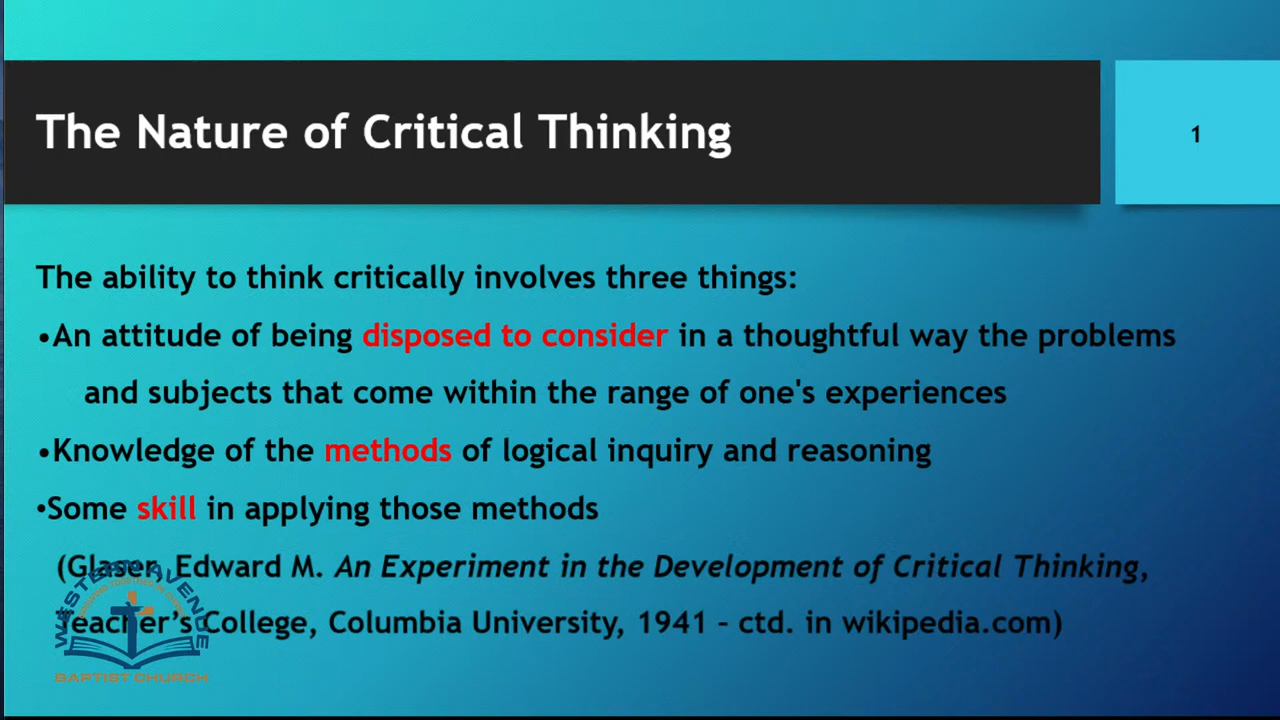 The Nature of Critical Thinking
1
The ability to think critically involves three things:
•An attitude of being disposed to consider in a thoughtful way the problems
and subjects that come within the range of one's experiences
•Knowledge of the methods of logical inquiry and reasoning
•Some skill in applying those methods
(Glaser, Edward M. An Experiment in the Development of Critical Thinking,
Teacher's College, Columbia University, 1941 – ctd. in wikipedia.com)
WESTERN AVENUE
BAPTIST CHURCH